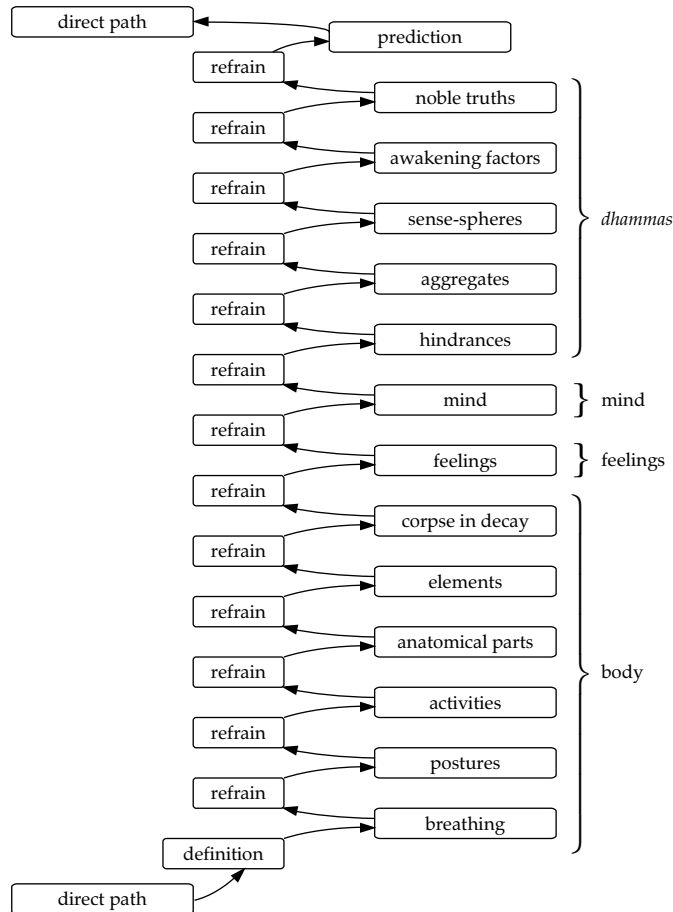 direct path
prediction
refrain
noble truths
refrain
awakening factors
refrain
sense-spheres
dhammas
refrain
aggregates
refrain
hindrances
refrain
mind
mind
refrain
feelings
feelings
refrain
corpse in decay
refrain
elements
refrain
anatomical parts
refrain
body
activities
refrain
postures
refrain
breathing
definition
direct path